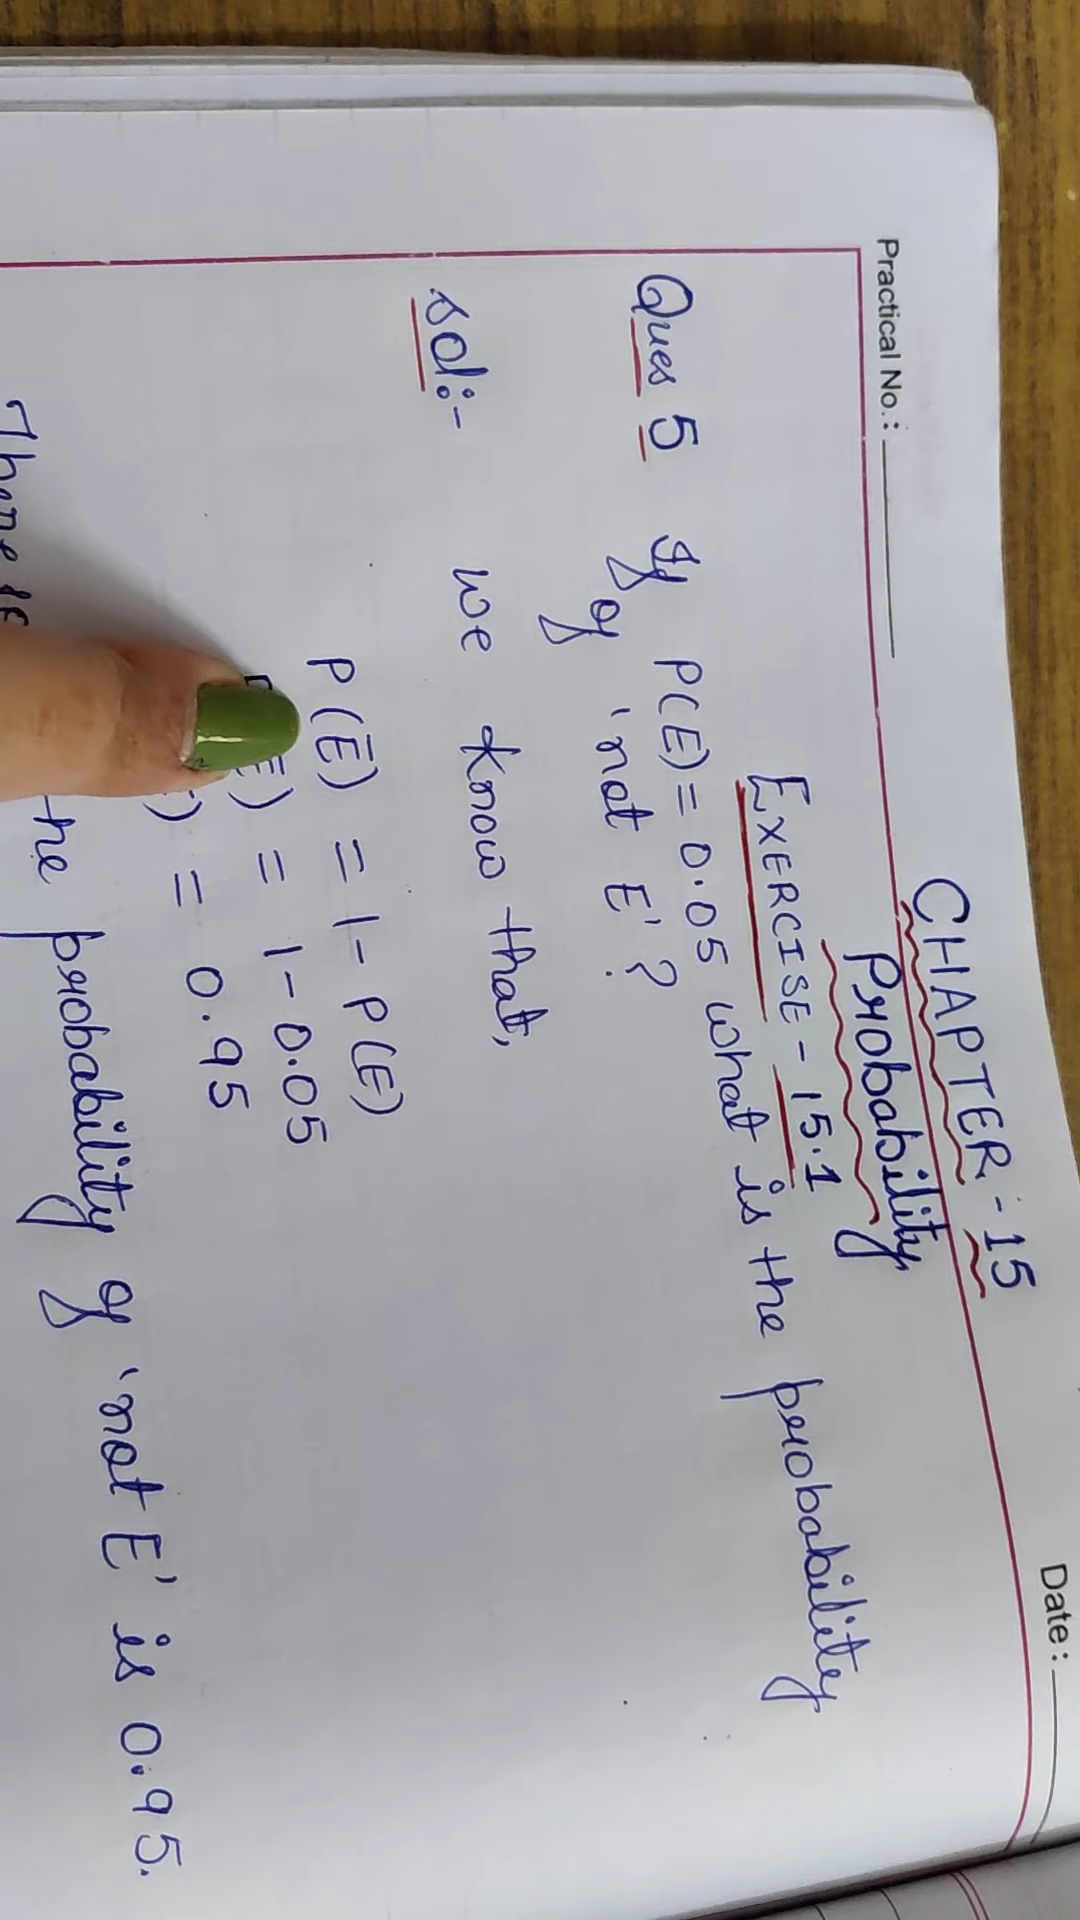 Practical No.: Date:
CHAPTER - 15
Probability
EXERCISE - 15.1
Ques 5 If P(E) = 0.05 what is the probability
of 'not E'?
sol:- we know that,
P(Ē) = 1 - P(E)
Ē) = 1 - 0.05
) = 0.95
the probability of 'not E' is 0.95.